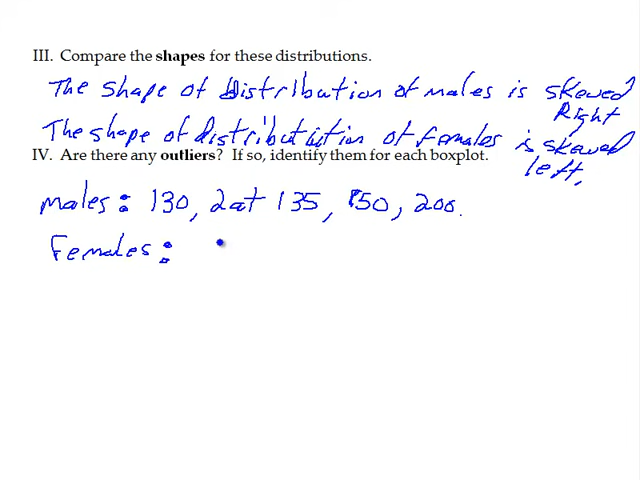 III. Compare the shapes for these distributions.
The shape of Distribution of males is skewed
Right
The shape of distribution of females is skewed
left.
IV. Are there any outliers? If so, identify them for each boxplot.
males: 130, 2 at 135, 150, 200.
Females: